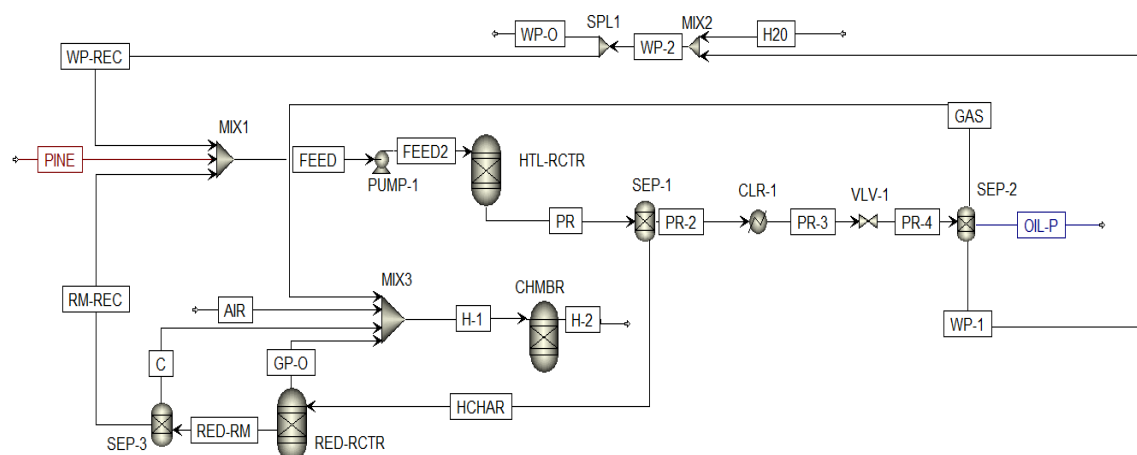 SPL1
MIX2
WP-O
WP-2
H20
WP-REC
GAS
MIX1
PINE
FEED
FEED2
PUMP-1
HTL-RCTR
SEP-1
CLR-1
VLV-1
SEP-2
PR
PR-2
PR-3
PR-4
OIL-P
RM-REC
MIX3
AIR
H-1
CHMBR
H-2
WP-1
C
GP-O
HCHAR
SEP-3
RED-RM
RED-RCTR